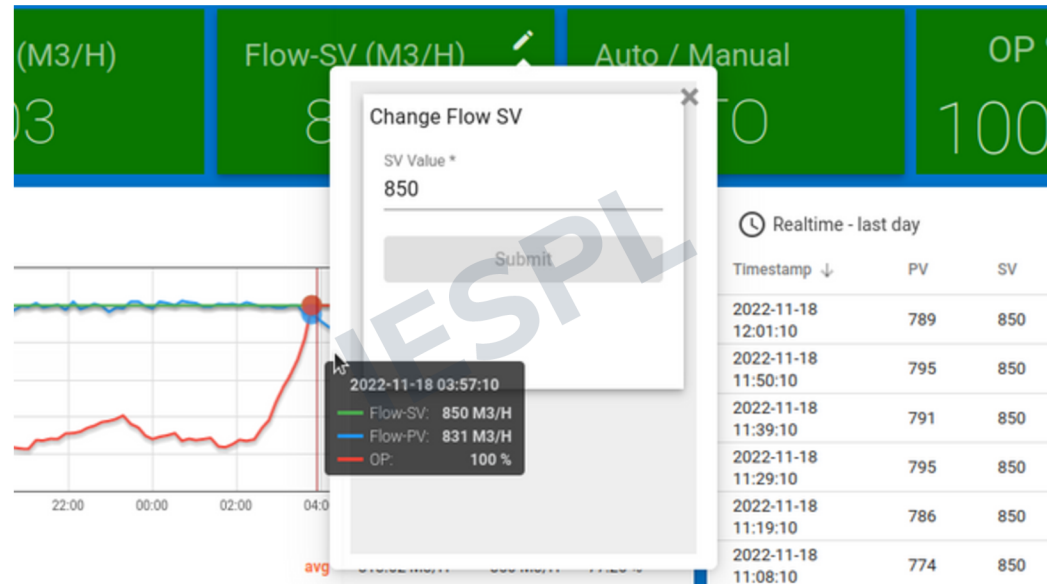 (M3/H)
Flow-SV (M3/H)
Auto / Manual
OP
03
8
TO
100
Change Flow SV
SV Value *
850
Submit
IESPL
Realtime - last day
Timestamp ↓ PV SV
2022-11-18
12:01:10 789 850
2022-11-18
11:50:10 795 850
2022-11-18
11:39:10 791 850
2022-11-18
11:29:10 795 850
2022-11-18
11:19:10 786 850
2022-11-18
11:08:10 774 850
2022-11-18 03:57:10
Flow-SV: 850 M3/H
Flow-PV: 831 M3/H
OP: 100 %
22:00 00:00 02:00 04:0
avg